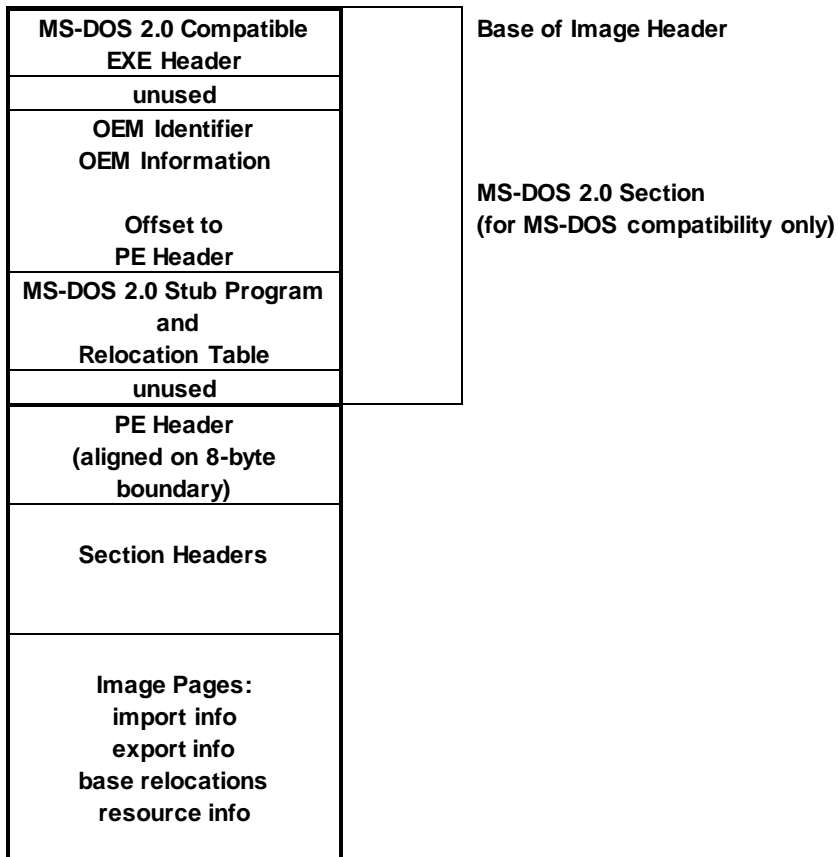 MS-DOS 2.0 Compatible
EXE Header
Base of Image Header
unused
OEM Identifier
OEM Information
MS-DOS 2.0 Section
(for MS-DOS compatibility only)
Offset to
PE Header
MS-DOS 2.0 Stub Program
and
Relocation Table
unused
PE Header
(aligned on 8-byte
boundary)
Section Headers
Image Pages:
import info
export info
base relocations
resource info